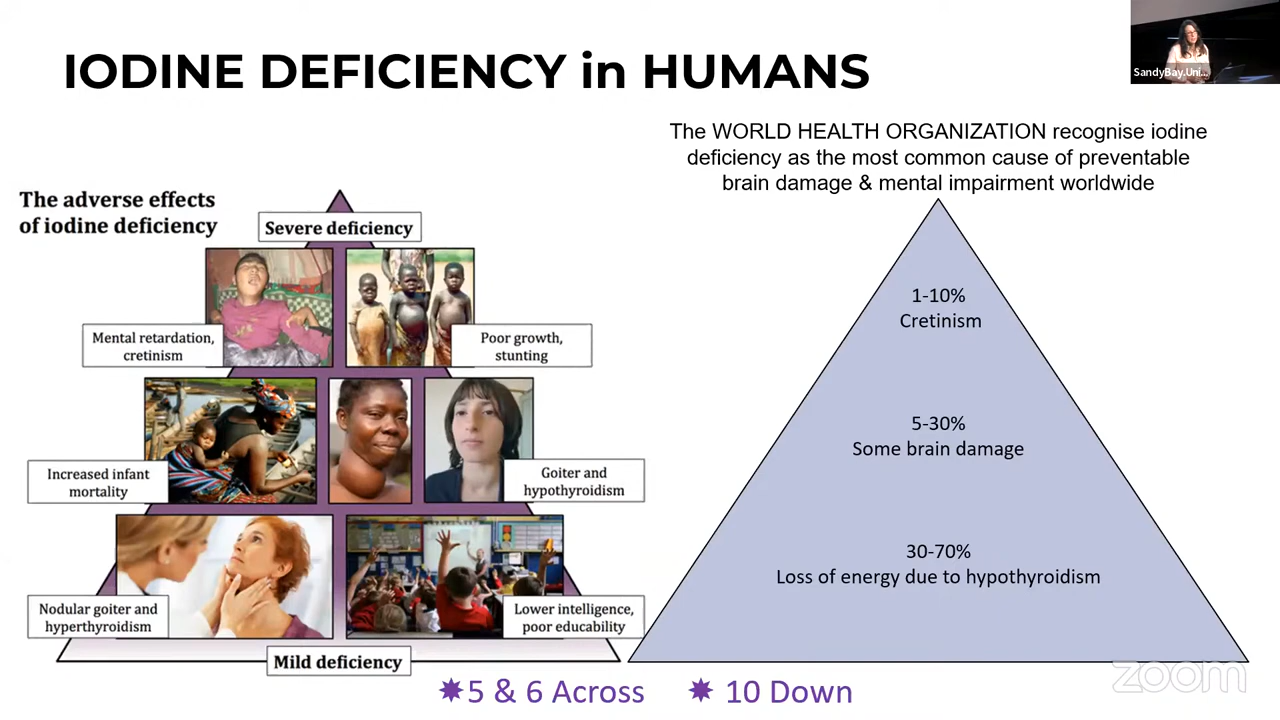 IODINE DEFICIENCY in HUMANS
SandyBay.Uni...
The WORLD HEALTH ORGANIZATION recognise iodine
deficiency as the most common cause of preventable
brain damage & mental impairment worldwide
The adverse effects
of iodine deficiency
Severe deficiency
Mental retardation,
cretinism
Poor growth,
stunting
Increased infant
mortality
Goiter and
hypothyroidism
Nodular goiter and
hyperthyroidism
Lower intelligence,
poor educability
Mild deficiency
1-10%
Cretinism
5-30%
Some brain damage
30-70%
Loss of energy due to hypothyroidism
5 & 6 Across
10 Down
zoom